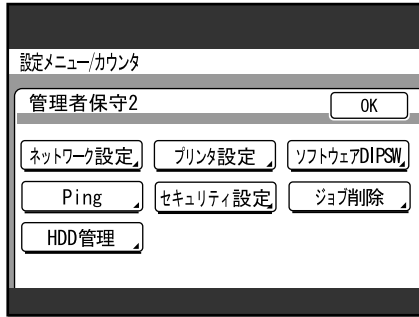 設定メニュー/カウンタ
管理者保守2
OK
ネットワーク設定 プリンタ設定 ソフトウェアDIPSW
Ping セキュリティ設定 ジョブ削除
HDD管理